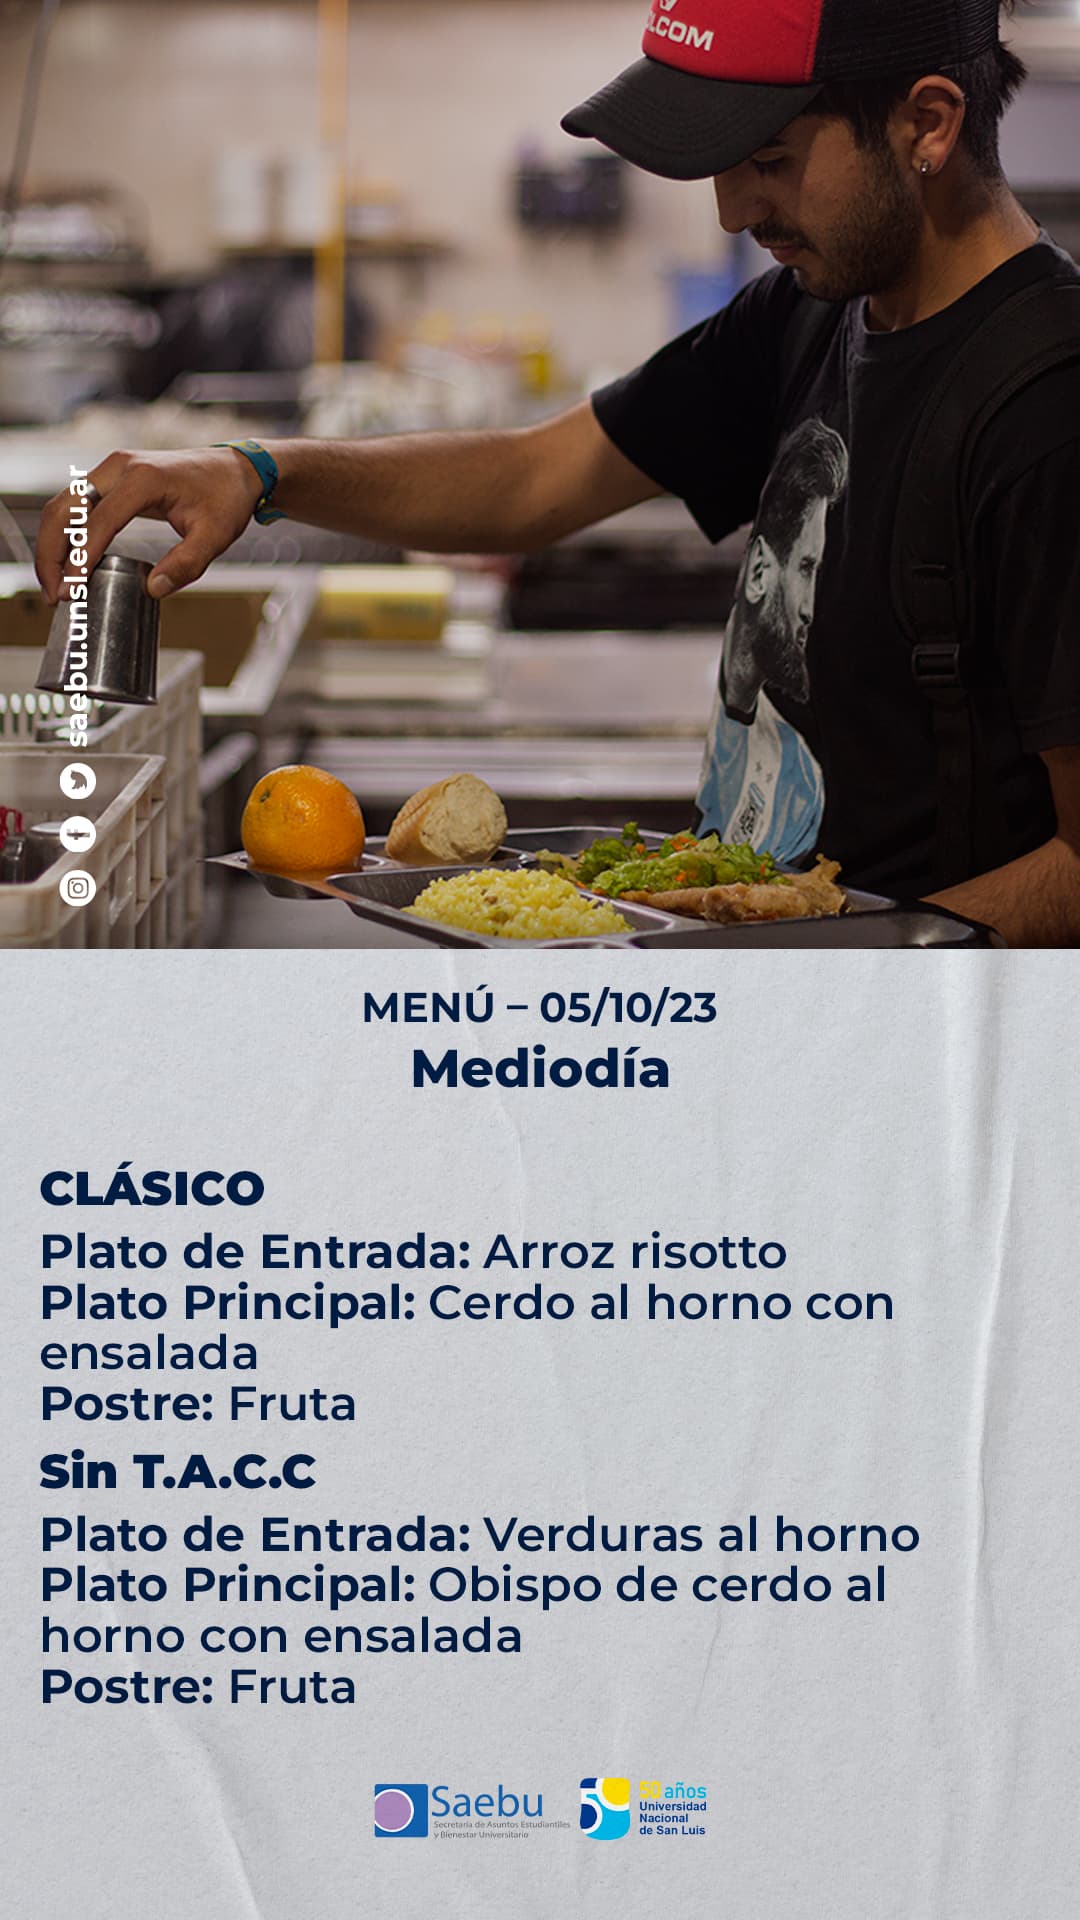 LCOM
saebu.unsl.edu.ar
MENÚ – 05/10/23
Mediodía
CLÁSICO
Plato de Entrada: Arroz risotto
Plato Principal: Cerdo al horno con
ensalada
Postre: Fruta
Sin T.A.C.C
Plato de Entrada: Verduras al horno
Plato Principal: Obispo de cerdo al
horno con ensalada
Postre: Fruta
Saebu
Secretaría de Asuntos Estudiantiles
y Bienestar Universitario
50 años
Universidad
Nacional
de San Luis